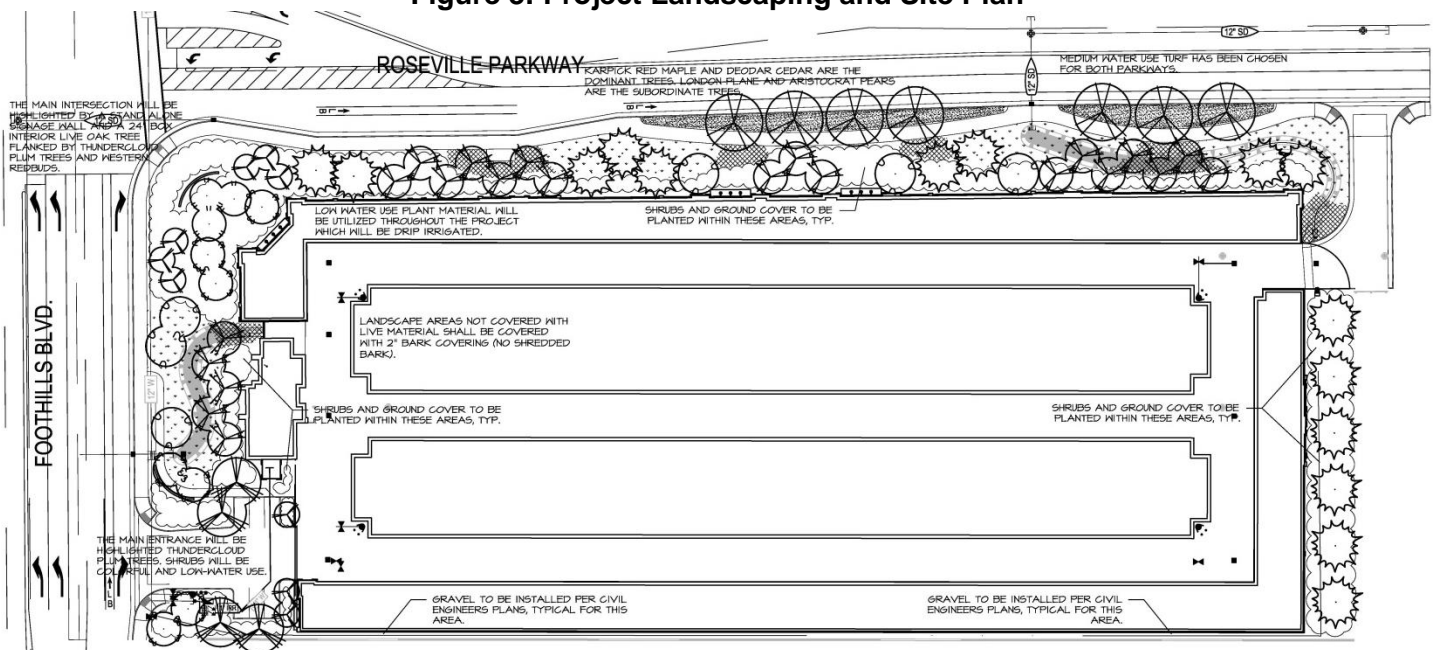 Figure 3: Project Landscaping and Site Plan
12" SD
ROSEVILLE PARKWAY
KARPICK RED MAPLE AND DEODAR CEDAR ARE THE
DOMINANT TREES. LONDON PLANE AND ARISTOCRAT PEARS
ARE THE SUBORDINATE TREES.
12" SD
MEDIUM WATER USE TURF HAS BEEN CHOSEN
FOR BOTH PARKWAYS.
THE MAIN INTERSECTION WILL BE
HIGHLIGHTED BY A STAND ALONE
SIGNAGE WALL AND A 24" BOX
INTERIOR LIVE OAK TREE
FLANKED BY THUNDERCLOUD
PLUM TREES AND WESTERN
REDBUDS.
BL
BL
LOW WATER USE PLANT MATERIAL WILL
BE UTILIZED THROUGHOUT THE PROJECT
WHICH WILL BE DRIP IRRIGATED.
SHRUBS AND GROUND COVER TO BE
PLANTED WITHIN THESE AREAS, TYP.
FOOTHILLS BLVD.
12" W
LANDSCAPE AREAS NOT COVERED WITH
LIVE MATERIAL SHALL BE COVERED
WITH 2" BARK COVERING (NO SHREDDED
BARK).
SHRUBS AND GROUND COVER TO BE
PLANTED WITHIN THESE AREAS, TYP.
SHRUBS AND GROUND COVER TO BE
PLANTED WITHIN THESE AREAS, TYP.
T
THE MAIN ENTRANCE WILL BE
HIGHLIGHTED THUNDERCLOUD
PLUM TREES. SHRUBS WILL BE
COLORFUL AND LOW-WATER USE.
BL
GRAVEL TO BE INSTALLED PER CIVIL
ENGINEERS PLANS, TYPICAL FOR THIS
AREA.
GRAVEL TO BE INSTALLED PER CIVIL
ENGINEERS PLANS, TYPICAL FOR THIS
AREA.